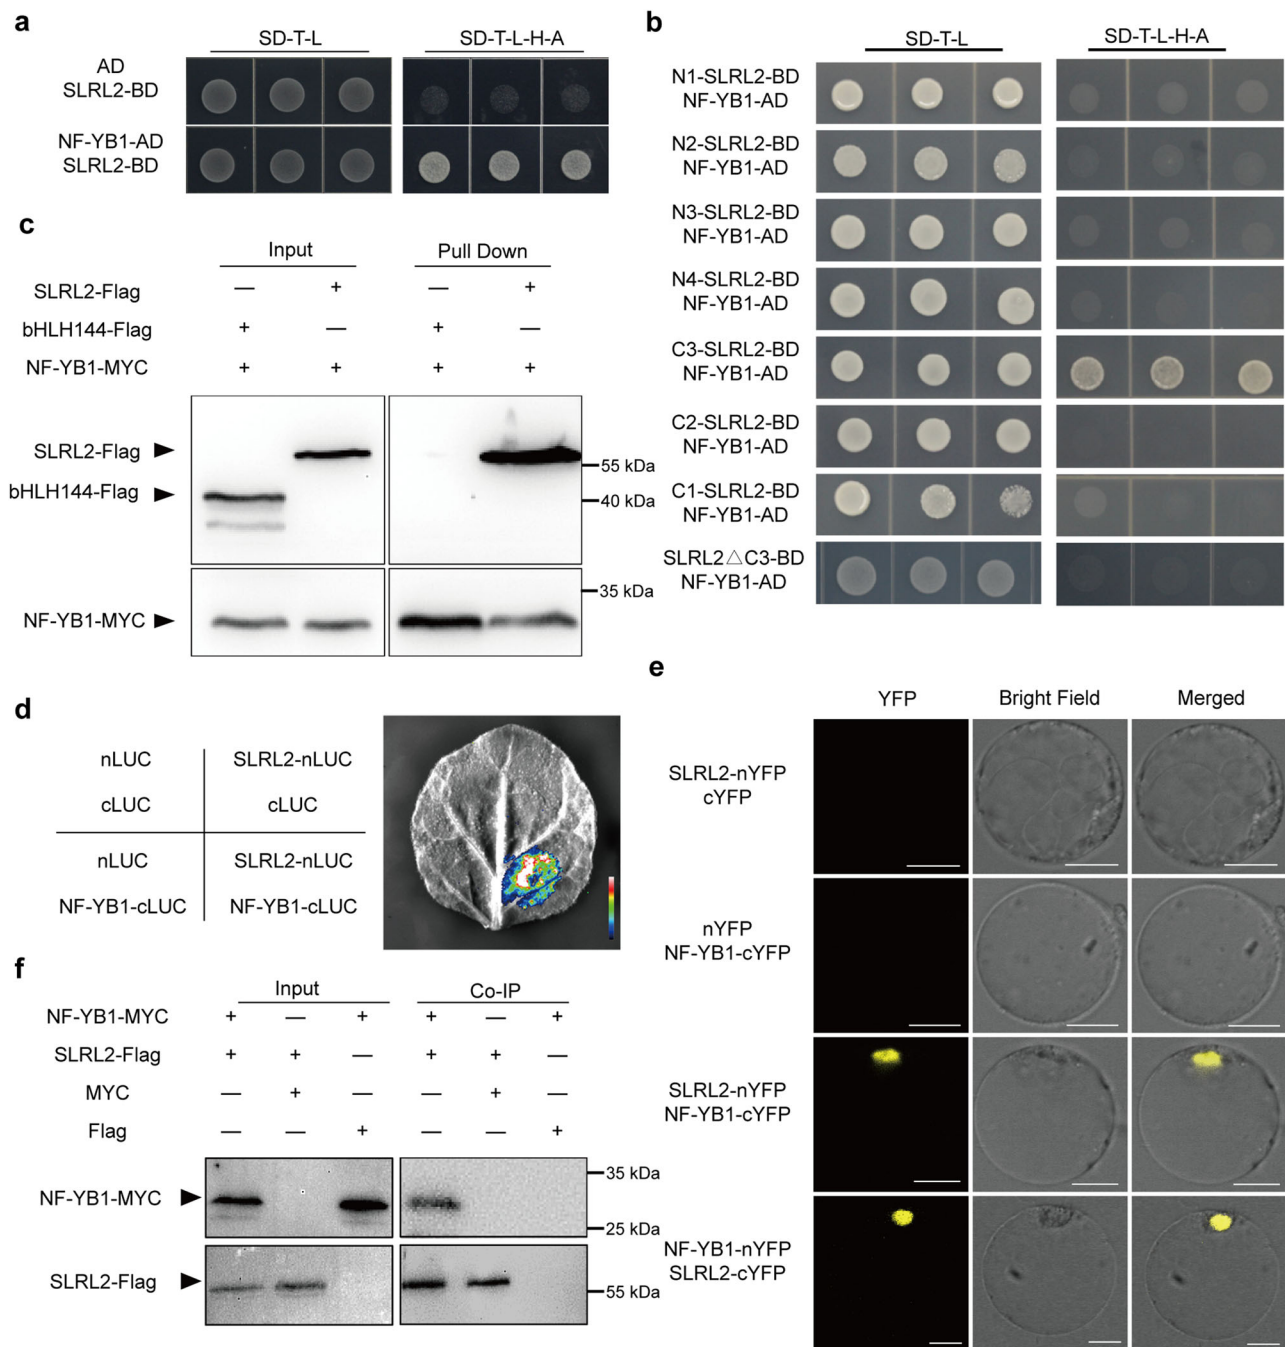 a
SD-T-L
SD-T-L-H-A
AD
SLRL2-BD
NF-YB1-AD
SLRL2-BD
b
SD-T-L
SD-T-L-H-A
N1-SLRL2-BD
NF-YB1-AD
N2-SLRL2-BD
NF-YB1-AD
N3-SLRL2-BD
NF-YB1-AD
N4-SLRL2-BD
NF-YB1-AD
C3-SLRL2-BD
NF-YB1-AD
C2-SLRL2-BD
NF-YB1-AD
C1-SLRL2-BD
NF-YB1-AD
SLRL2△C3-BD
NF-YB1-AD
c
Input
Pull Down
SLRL2-Flag — + — +
bHLH144-Flag + — + —
NF-YB1-MYC + + + +
SLRL2-Flag
55 kDa
bHLH144-Flag
40 kDa
35 kDa
NF-YB1-MYC
d
nLUC
SLRL2-nLUC
cLUC
cLUC
nLUC
SLRL2-nLUC
NF-YB1-cLUC
NF-YB1-cLUC
e
YFP
Bright Field
Merged
SLRL2-nYFP
cYFP
nYFP
NF-YB1-cYFP
SLRL2-nYFP
NF-YB1-cYFP
NF-YB1-nYFP
SLRL2-cYFP
f
Input
Co-IP
NF-YB1-MYC + — + + — +
SLRL2-Flag + + — + + —
MYC — + — — + —
Flag — — + — — +
35 kDa
NF-YB1-MYC
25 kDa
SLRL2-Flag
55 kDa